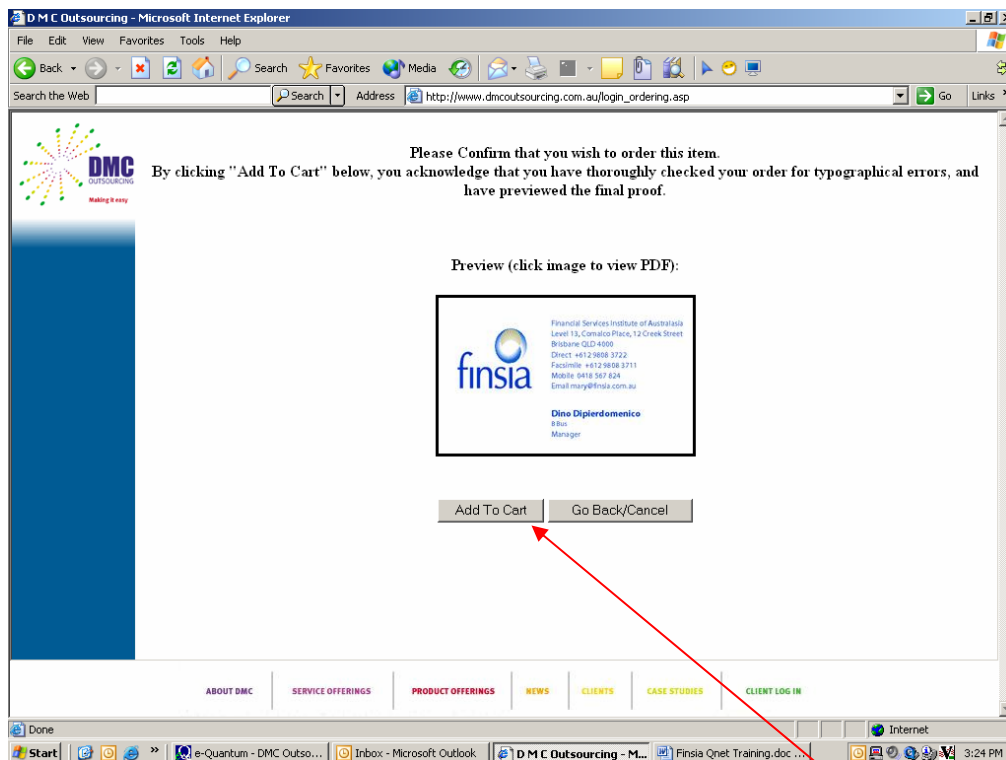 D M C Outsourcing - Microsoft Internet Explorer
File Edit View Favorites Tools Help
Back Search Favorites Media
Search the Web Search Address http://www.dmcoutsourcing.com.au/login_ordering.asp Go Links
DMC
OUTSOURCING
Making it easy
Please Confirm that you wish to order this item.
By clicking "Add To Cart" below, you acknowledge that you have thoroughly checked your order for typographical errors, and
have previewed the final proof.
Preview (click image to view PDF):
finsia
Financial Services Institute of Australasia
Level 13, Comalco Place, 12 Creek Street
Brisbane QLD 4000
Direct +612 9808 3722
Facsimile +612 9808 3711
Mobile 0418 567 824
Email mary@finsia.com.au
Dino Dipierdomenico
B Bus
Manager
Add To Cart Go Back/Cancel
ABOUT DMC SERVICE OFFERINGS PRODUCT OFFERINGS NEWS CLIENTS CASE STUDIES CLIENT LOG IN
Done Internet
Start » e-Quantum - DMC Outso... Inbox - Microsoft Outlook D M C Outsourcing - M... Finsia Qnet Training.doc ... 3:24 PM